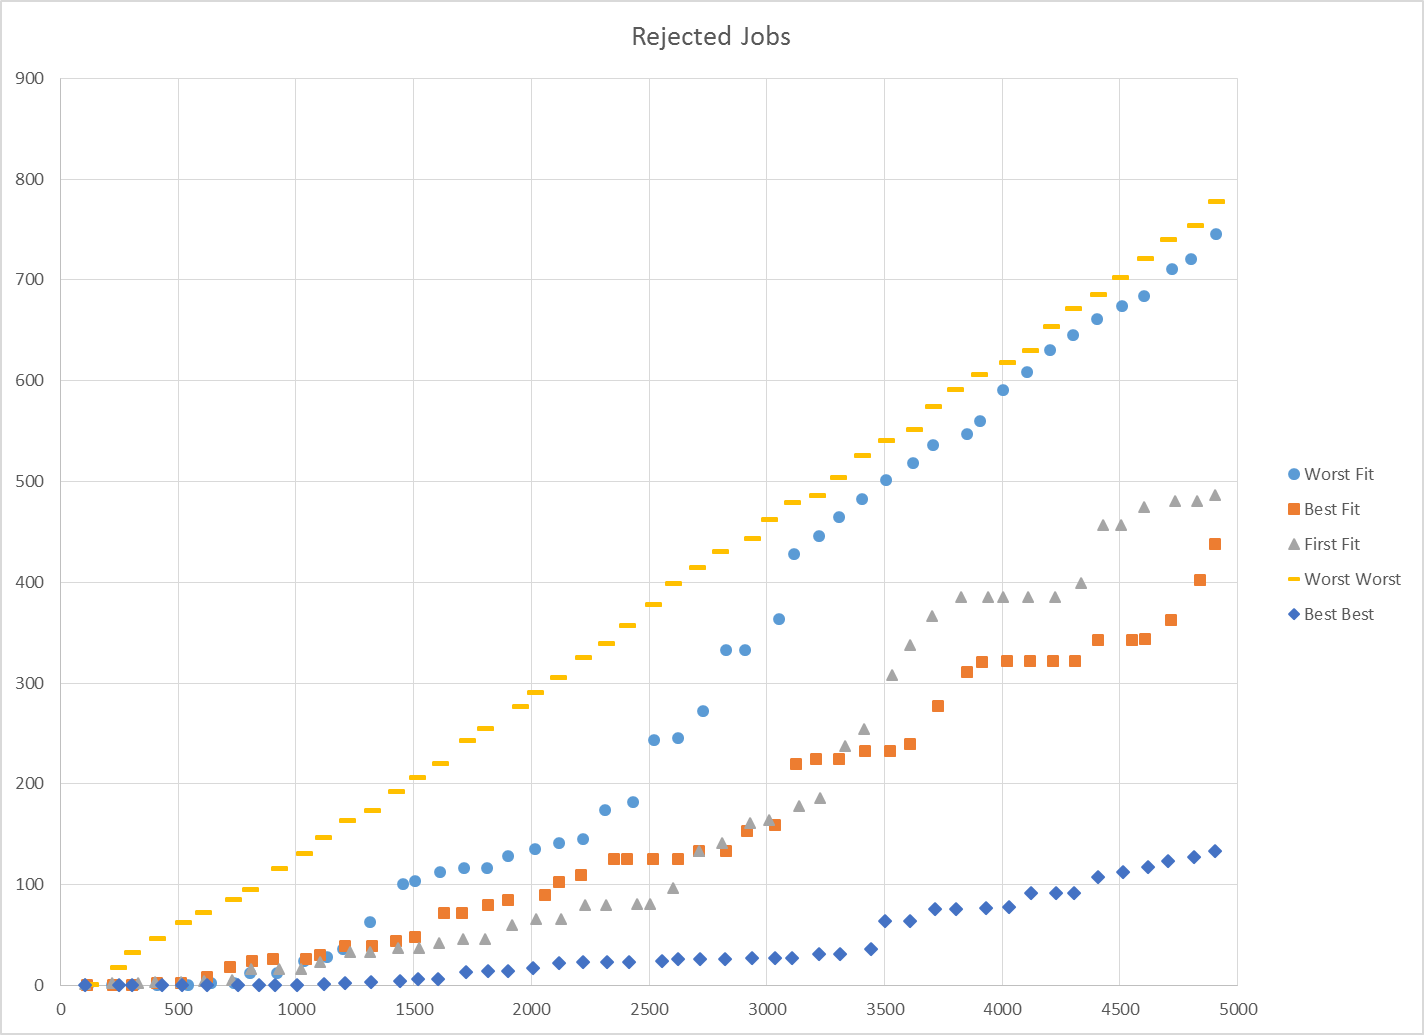 Rejected Jobs
900
800
700
600
500
400
300
200
100
0
0 500 1000 1500 2000 2500 3000 3500 4000 4500 5000
Worst Fit
Best Fit
First Fit
Worst Worst
Best Best